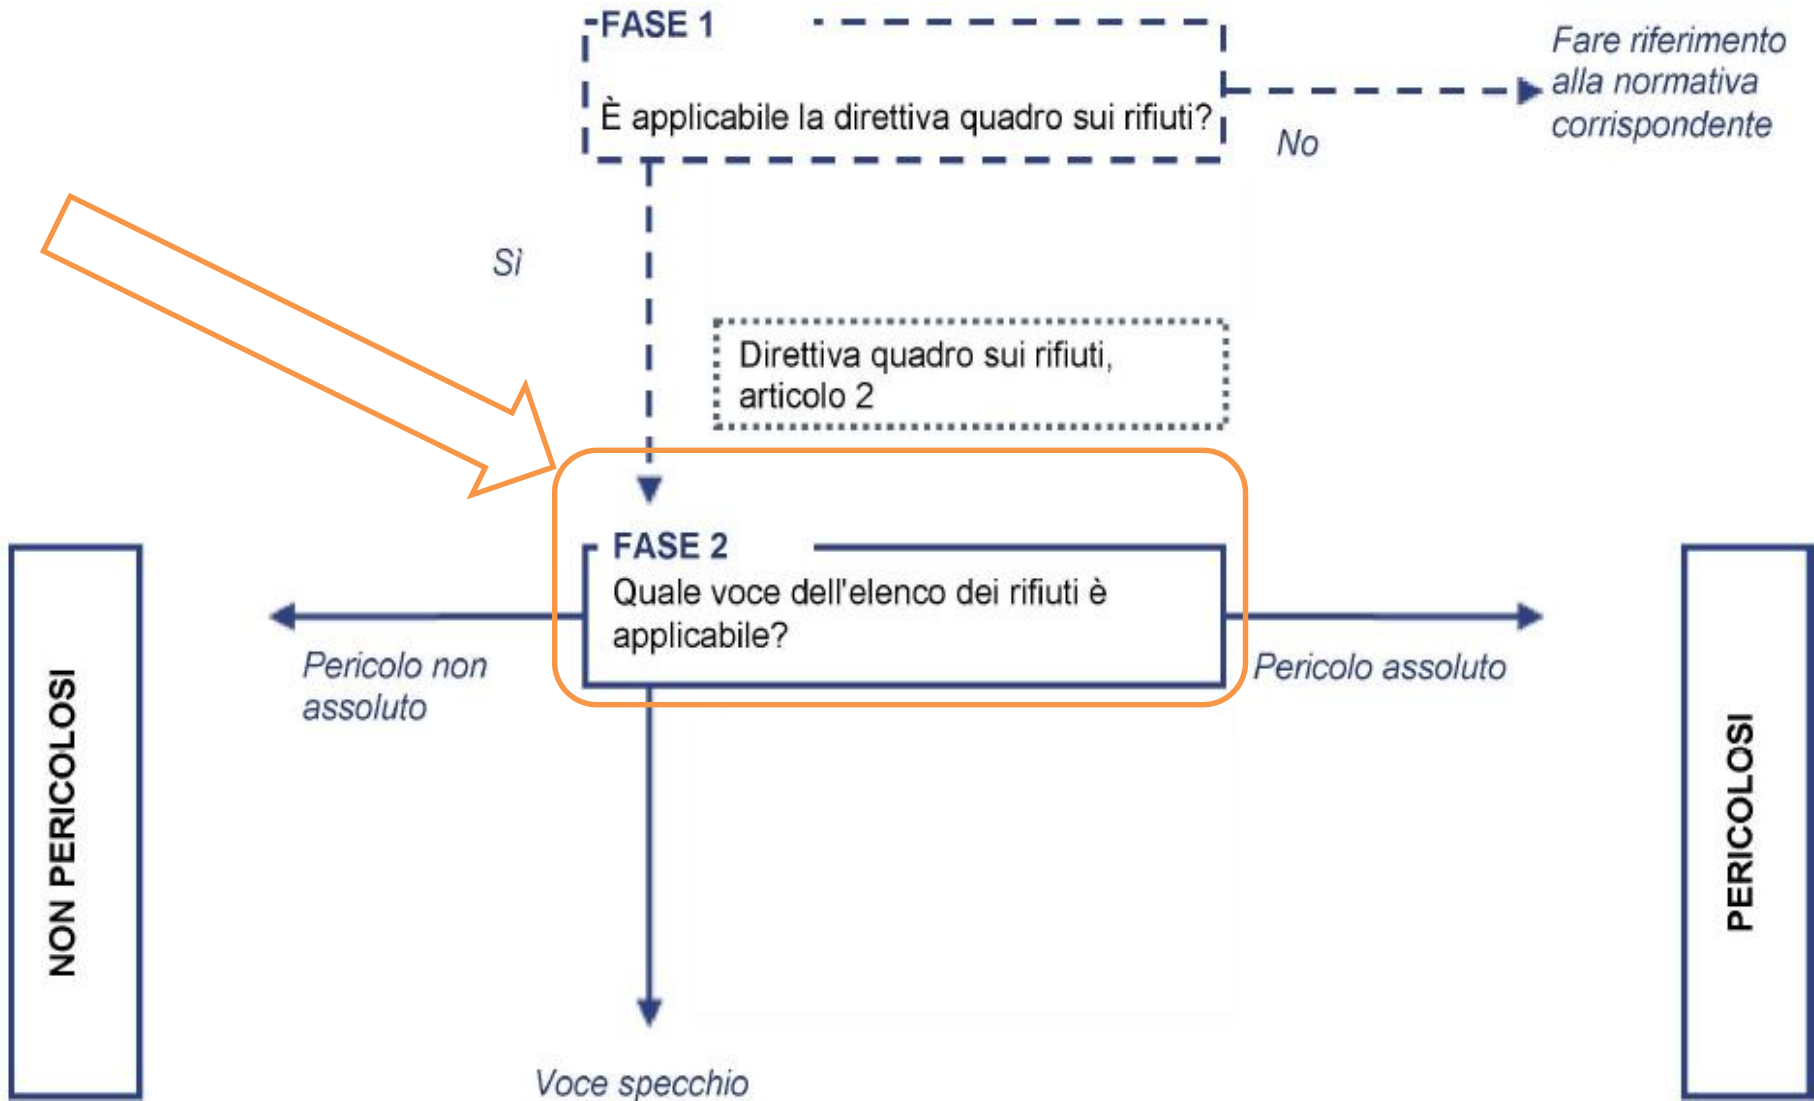 FASE 1
È applicabile la direttiva quadro sui rifiuti?
Fare riferimento
alla normativa
corrispondente
No
Sì
Direttiva quadro sui rifiuti,
articolo 2
FASE 2
Quale voce dell'elenco dei rifiuti è
applicabile?
Pericolo non
assoluto
Pericolo assoluto
NON PERICOLOSI
PERICOLOSI
Voce specchio